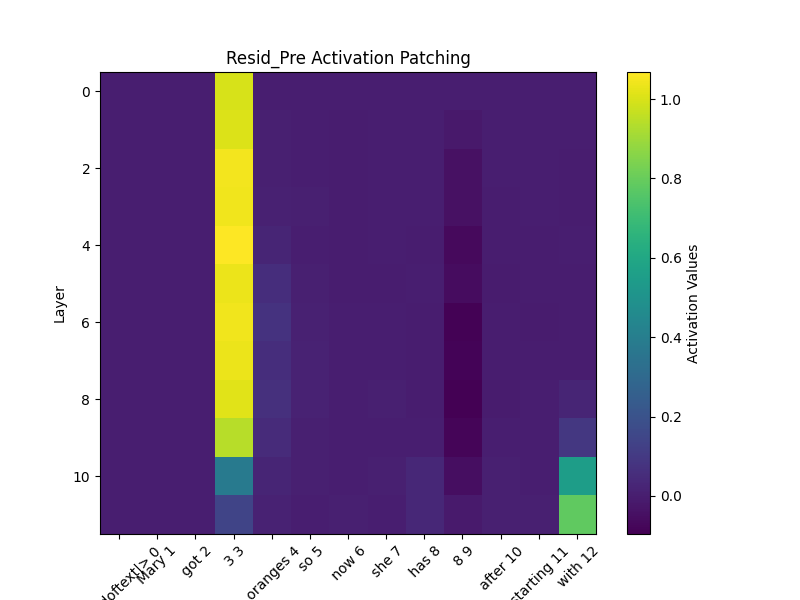 Resid_Pre Activation Patching
0
2
4
6
8
10
Layer
Mary 1
got 2
3 3
oranges 4
so 5
now 6
she 7
has 8
8 9
after 10
starting 11
with 12
1.0
0.8
0.6
0.4
0.2
0.0
Activation Values